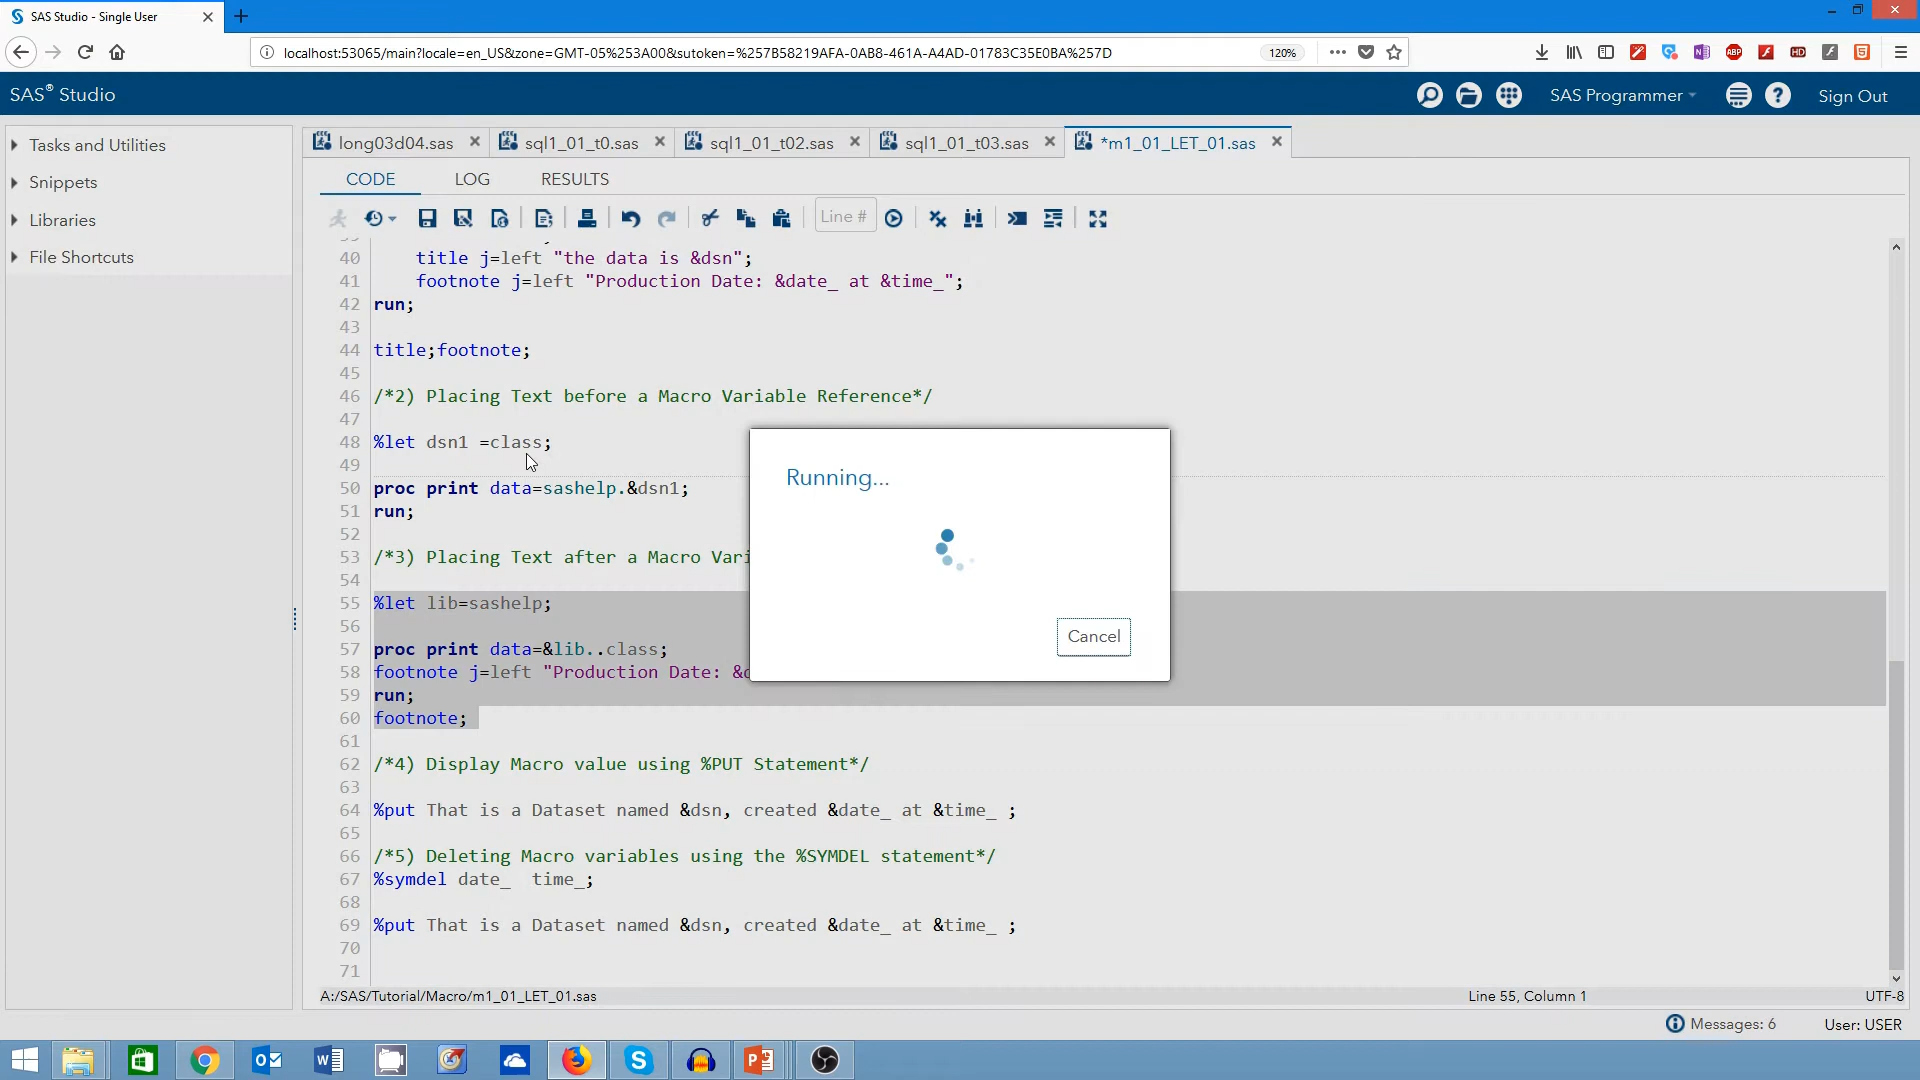 SAS Studio - Single User
localhost:53065/main?locale=en_US&zone=GMT-05%253A00&sutoken=%257B58219AFA-0AB8-461A-A4AD-01783C35E0BA%257D
120%
SAS® Studio
SAS Programmer
Sign Out
Tasks and Utilities
Snippets
Libraries
File Shortcuts
long03d04.sas
sql1_01_t0.sas
sql1_01_t02.sas
sql1_01_t03.sas
*m1_01_LET_01.sas
CODE
LOG
RESULTS
Line #
40 title j=left "the data is &dsn";
41 footnote j=left "Production Date: &date_ at &time_";
42 run;
43
44 title;footnote;
45
46 /*2) Placing Text before a Macro Variable Reference*/
47
48 %let dsn1 =class;
49
50 proc print data=sashelp.&dsn1;
51 run;
52
53 /*3) Placing Text after a Macro Vari
54
55 %let lib=sashelp;
56
57 proc print data=&lib..class;
58 footnote j=left "Production Date: &d
59 run;
60 footnote;
61
62 /*4) Display Macro value using %PUT Statement*/
63
64 %put That is a Dataset named &dsn, created &date_ at &time_ ;
65
66 /*5) Deleting Macro variables using the %SYMDEL statement*/
67 %symdel date_  time_;
68
69 %put That is a Dataset named &dsn, created &date_ at &time_ ;
70
71
Running...
Cancel
A:/SAS/Tutorial/Macro/m1_01_LET_01.sas
Line 55, Column 1
UTF-8
Messages: 6
User: USER